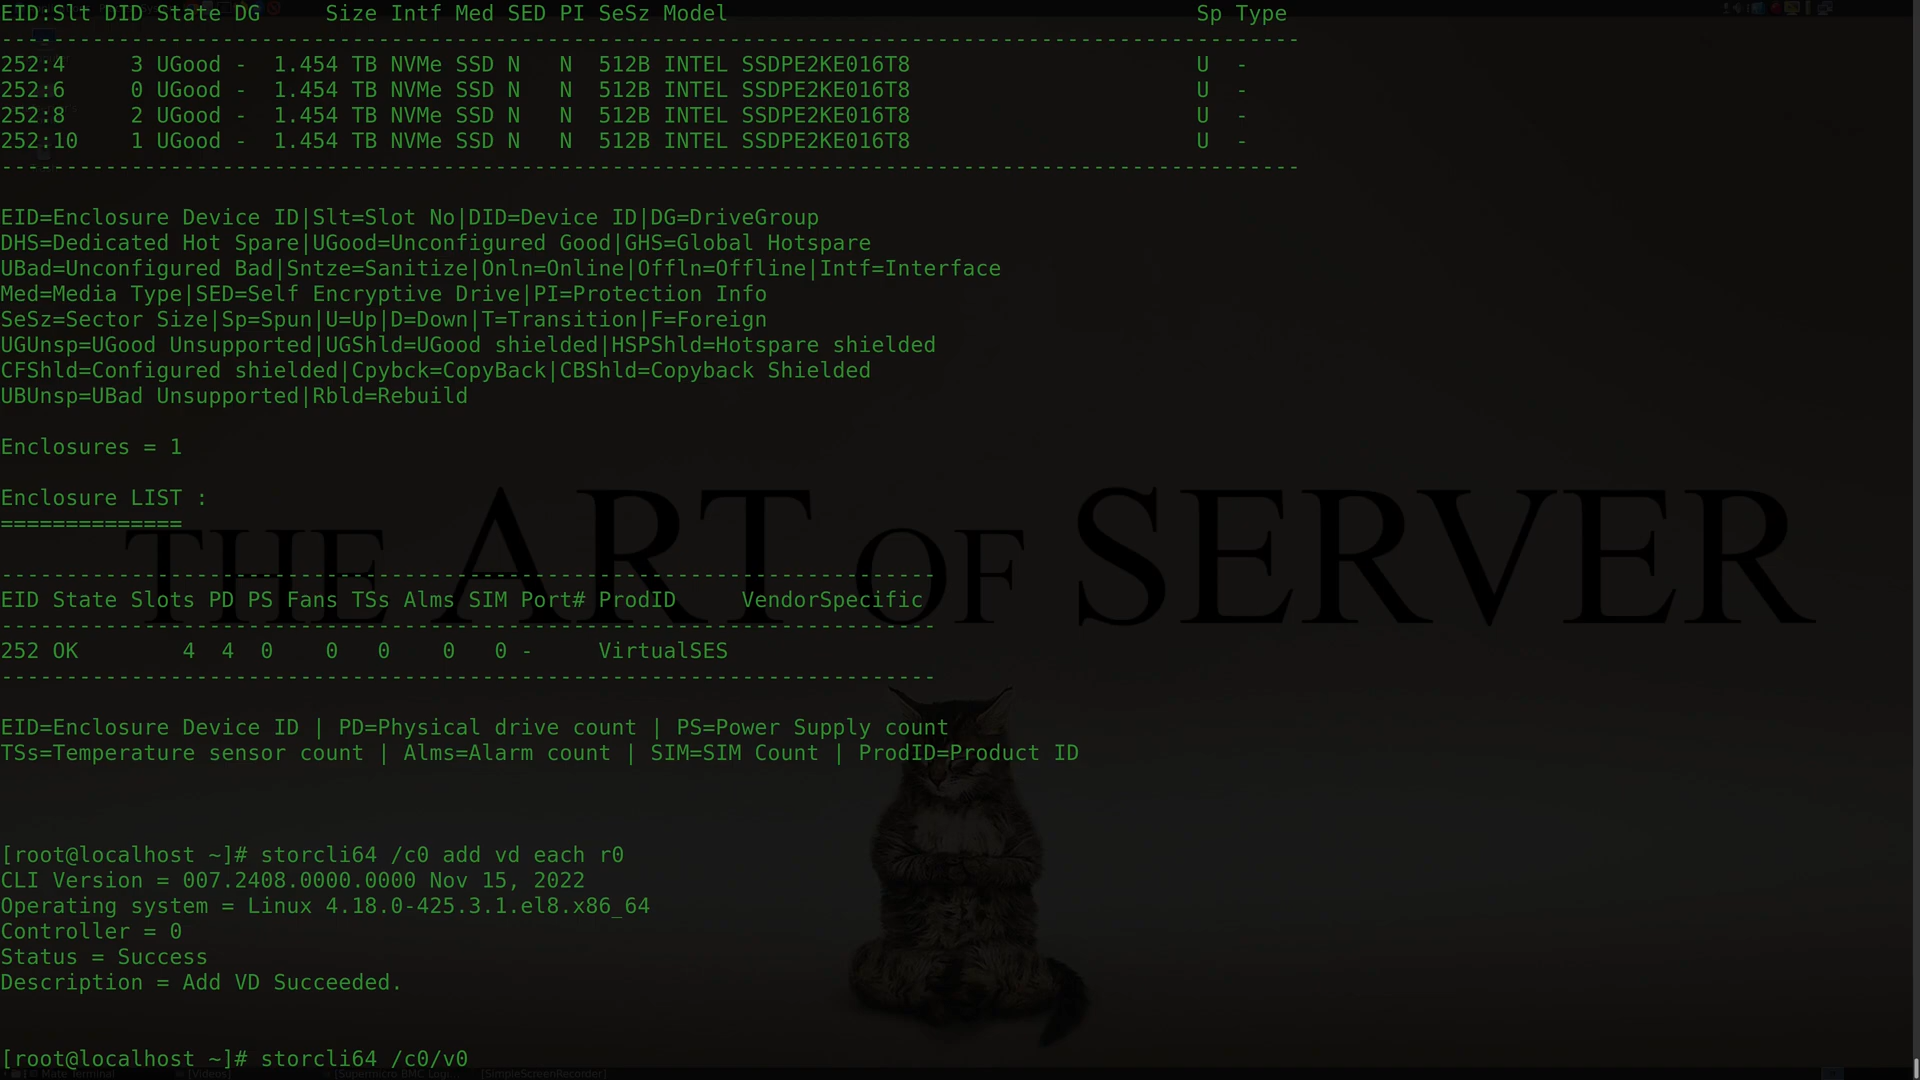 EID:Slt DID State DG     Size Intf Med SED PI SeSz Model                                    Sp Type
----------------------------------------------------------------------------------------------------
252:4     3 UGood -  1.454 TB NVMe SSD N   N  512B INTEL SSDPE2KE016T8                      U  -
252:6     0 UGood -  1.454 TB NVMe SSD N   N  512B INTEL SSDPE2KE016T8                      U  -
252:8     2 UGood -  1.454 TB NVMe SSD N   N  512B INTEL SSDPE2KE016T8                      U  -
252:10    1 UGood -  1.454 TB NVMe SSD N   N  512B INTEL SSDPE2KE016T8                      U  -
----------------------------------------------------------------------------------------------------
EID=Enclosure Device ID|Slt=Slot No|DID=Device ID|DG=DriveGroup
DHS=Dedicated Hot Spare|UGood=Unconfigured Good|GHS=Global Hotspare
UBad=Unconfigured Bad|Sntze=Sanitize|Onln=Online|Offln=Offline|Intf=Interface
Med=Media Type|SED=Self Encryptive Drive|PI=Protection Info
SeSz=Sector Size|Sp=Spun|U=Up|D=Down|T=Transition|F=Foreign
UGUnsp=UGood Unsupported|UGShld=UGood shielded|HSPShld=Hotspare shielded
CFShld=Configured shielded|Cpybck=CopyBack|CBShld=Copyback Shielded
UBUnsp=UBad Unsupported|Rbld=Rebuild
Enclosures = 1
Enclosure LIST :
==============
THE ART OF SERVER
------------------------------------------------------------------------
EID State Slots PD PS Fans TSs Alms SIM Port# ProdID     VendorSpecific
------------------------------------------------------------------------
252 OK        4  4  0    0   0    0   0 -     VirtualSES
------------------------------------------------------------------------
EID=Enclosure Device ID | PD=Physical drive count | PS=Power Supply count
TSs=Temperature sensor count | Alms=Alarm count | SIM=SIM Count | ProdID=Product ID
[root@localhost ~]# storcli64 /c0 add vd each r0
CLI Version = 007.2408.0000.0000 Nov 15, 2022
Operating system = Linux 4.18.0-425.3.1.el8.x86_64
Controller = 0
Status = Success
Description = Add VD Succeeded.
[root@localhost ~]# storcli64 /c0/v0
Mate Terminal [Videos] [Supermicro BMC Logi... [SimpleScreenRecorder]